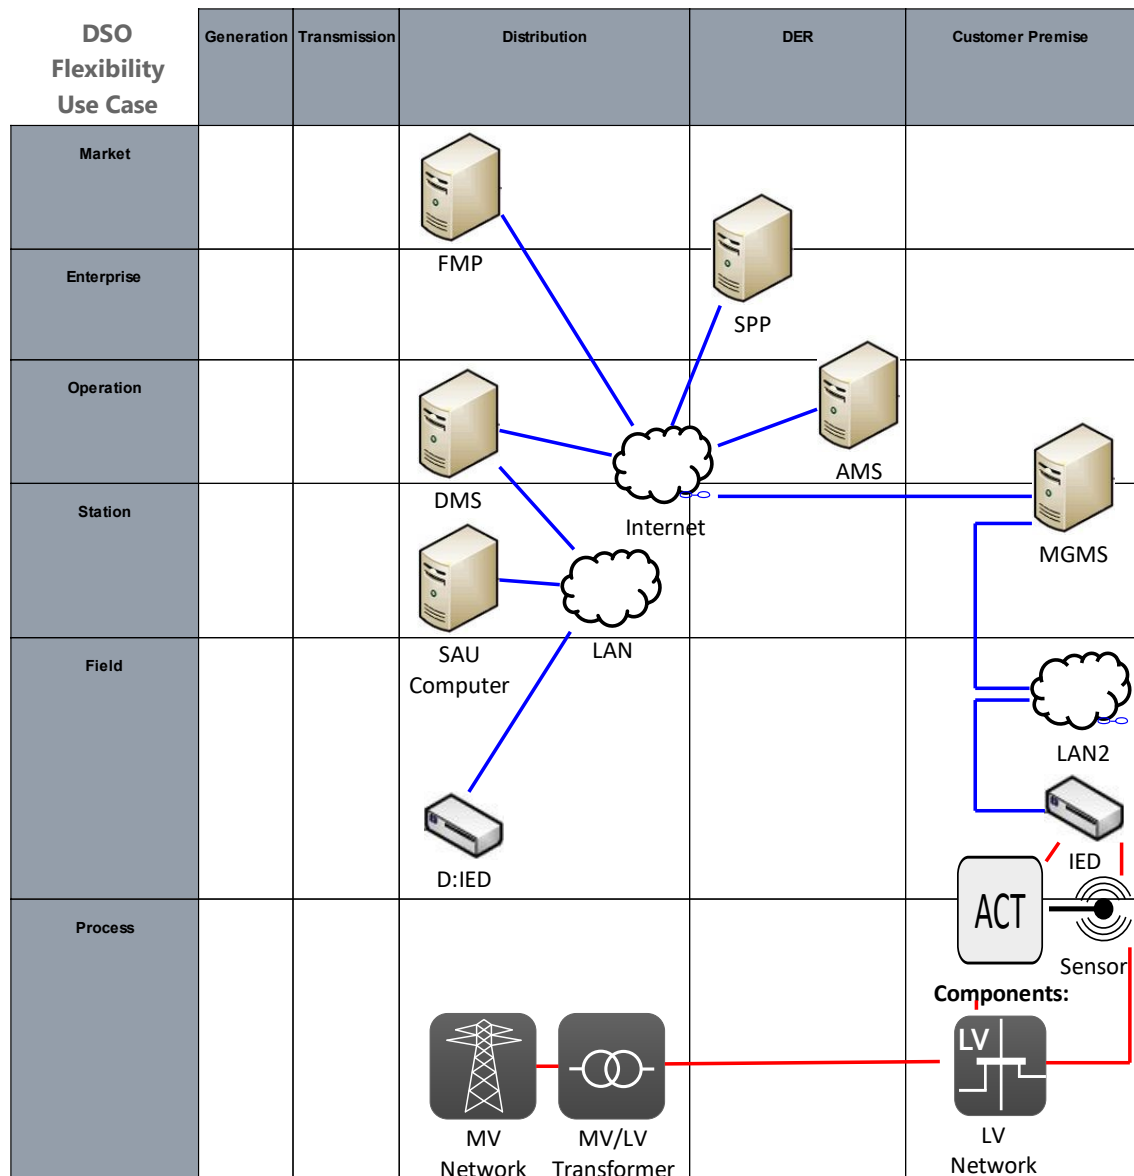 DSO
Flexibility
Use Case
Generation
Transmission
Distribution
DER
Customer Premise
Market
FMP
Enterprise
SPP
Operation
AMS
DMS
Station
Internet
MGMS
SAU
Computer
LAN
Field
LAN2
D:IED
IED
ACT
Process
Sensor
Components:
LV
MV
Network
MV/LV
Transformer
LV
Network